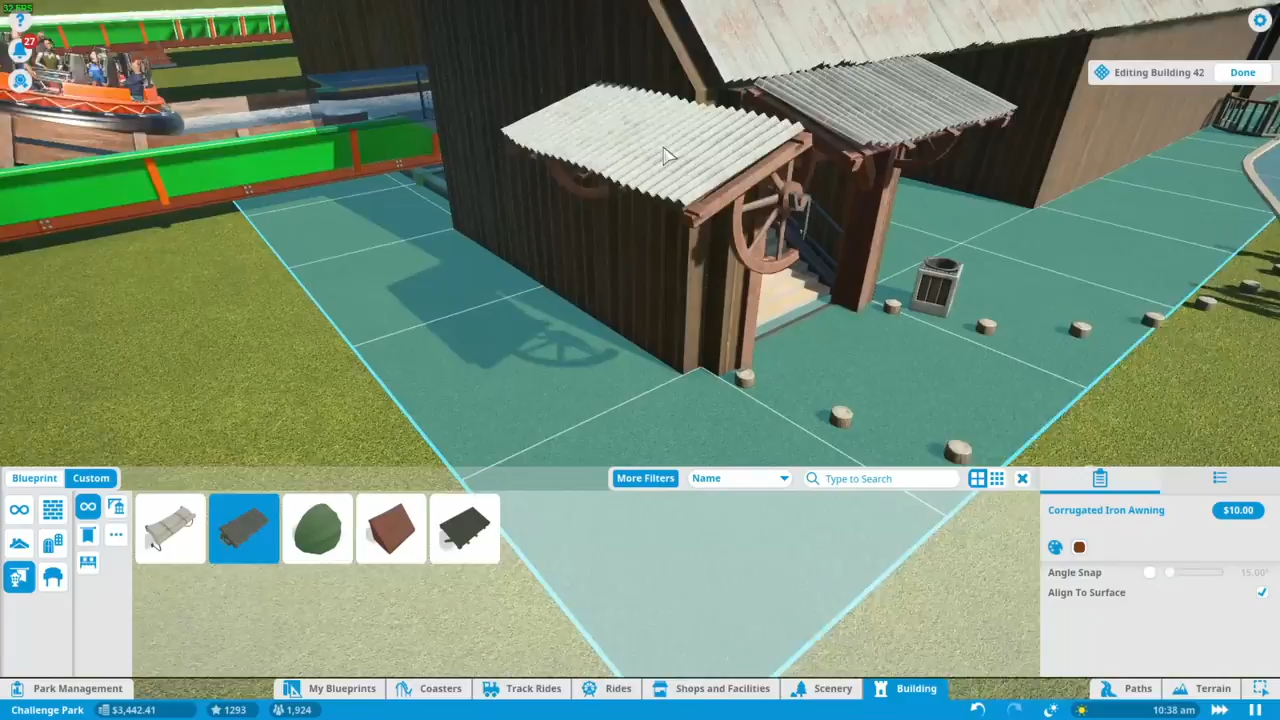 32 FPS
?
27
Editing Building 42 Done
Blueprint Custom More Filters Name Type to Search
Corrugated Iron Awning $10.00
Angle Snap 15.00°
Align To Surface
Park Management My Blueprints Coasters Track Rides Rides Shops and Facilities Scenery Building Paths Terrain
Challenge Park $3,442.41 1293 1,924 10:38 am